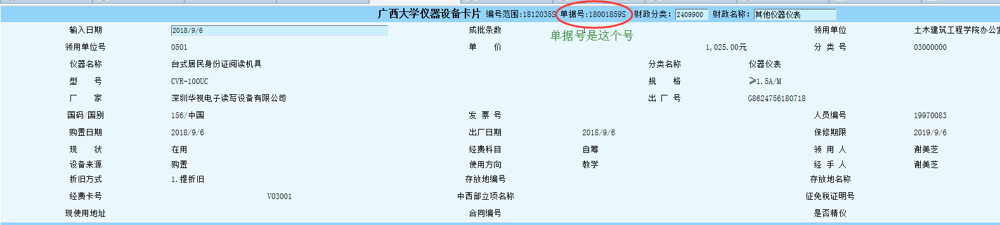 广西大学仪器设备卡片 编号范围:1812035S 单据号:18001859S 财政分类: 2409900 财政名称: 其他仪器仪表
单据号是这个号
输入日期 2018/9/6 成批条数 领用单位 土木建筑工程学院办公室
领用单位号 0501 单 价 1,025.00元 分 类 号 03000000
仪器名称 台式居民身份证阅读机具 分类名称 仪器仪表
型 号 CVR-100UC 规 格 ≥1.5A/M
厂 家 深圳华视电子读写设备有限公司 出 厂 号 G8624756180718
国码/国别 156/中国 发 票 号 人员编号 19970083
购置日期 2018/9/6 出厂日期 2018/9/6 保修期限 2019/9/6
现 状 在用 经费科目 自筹 领 用 人 谢美芝
设备来源 购置 使用方向 教学 经 手 人 谢美芝
折旧方式 1.提折旧 存放地编号 存放地名称
经费卡号 V03001 中西部立项名称 征免税证明号
现使用地址 合同编号 是否精仪